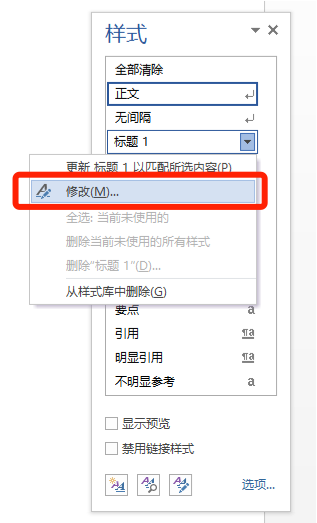 样式
全部清除
正文
无间隔
标题 1
更新 标题 1 以匹配所选内容(P)
修改(M)...
全选: 当前未使用的
删除当前未使用的所有样式
删除“标题 1”(D)...
从样式库中删除(G)
要点 a
引用 ¶a
明显引用 ¶a
不明显参考 a
显示预览
禁用链接样式
选项...